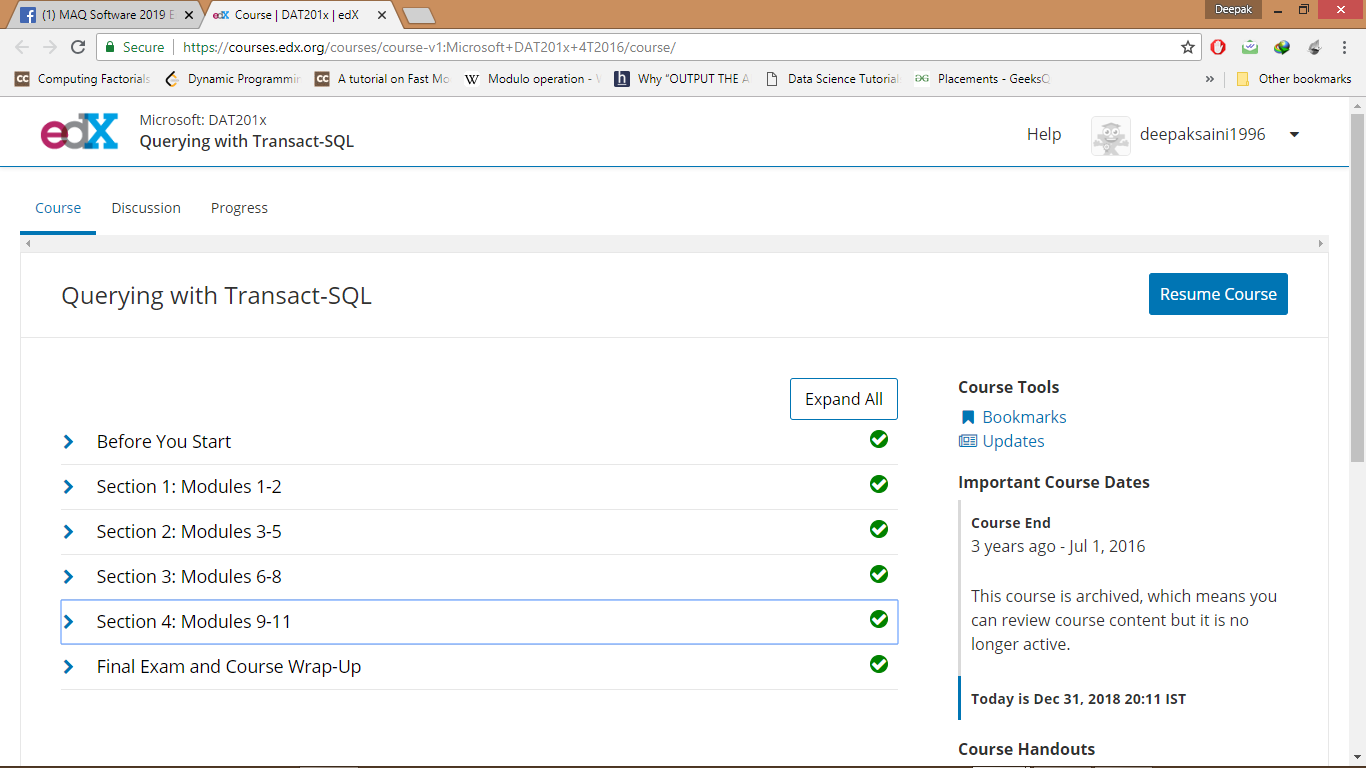 Deepak
(1) MAQ Software 2019 E
Course | DAT201x | edX
Secure
https://courses.edx.org/courses/course-v1:Microsoft+DAT201x+4T2016/course/
Computing Factorials
Dynamic Programmin
A tutorial on Fast Mo
Modulo operation -
Why "OUTPUT THE A
Data Science Tutorial
Placements - GeeksQ
»
Other bookmarks
edX
Microsoft: DAT201x
Querying with Transact-SQL
Help
deepaksaini1996
Course
Discussion
Progress
Querying with Transact-SQL
Resume Course
Expand All
Before You Start
Section 1: Modules 1-2
Section 2: Modules 3-5
Section 3: Modules 6-8
Section 4: Modules 9-11
Final Exam and Course Wrap-Up
Course Tools
Bookmarks
Updates
Important Course Dates
Course End
3 years ago - Jul 1, 2016
This course is archived, which means you
can review course content but it is no
longer active.
Today is Dec 31, 2018 20:11 IST
Course Handouts